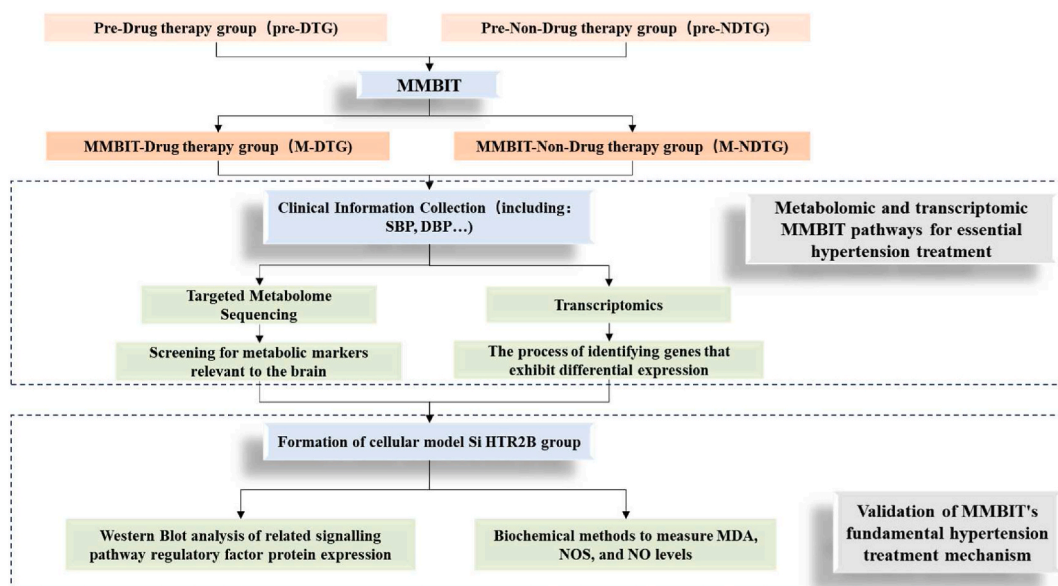 Pre-Drug therapy group（pre-DTG)
Pre-Non-Drug therapy group（pre-NDTG)
MMBIT
MMBIT-Drug therapy group（M-DTG)
MMBIT-Non-Drug therapy group（M-NDTG)
Clinical Information Collection（including：
SBP, DBP…)
Metabolomic and transcriptomic
MMBIT pathways for essential
hypertension treatment
Targeted Metabolome
Sequencing
Transcriptomics
Screening for metabolic markers
relevant to the brain
The process of identifying genes that
exhibit differential expression
Formation of cellular model Si HTR2B group
Western Blot analysis of related signalling
pathway regulatory factor protein expression
Biochemical methods to measure MDA,
NOS, and NO levels
Validation of MMBIT's
fundamental hypertension
treatment mechanism